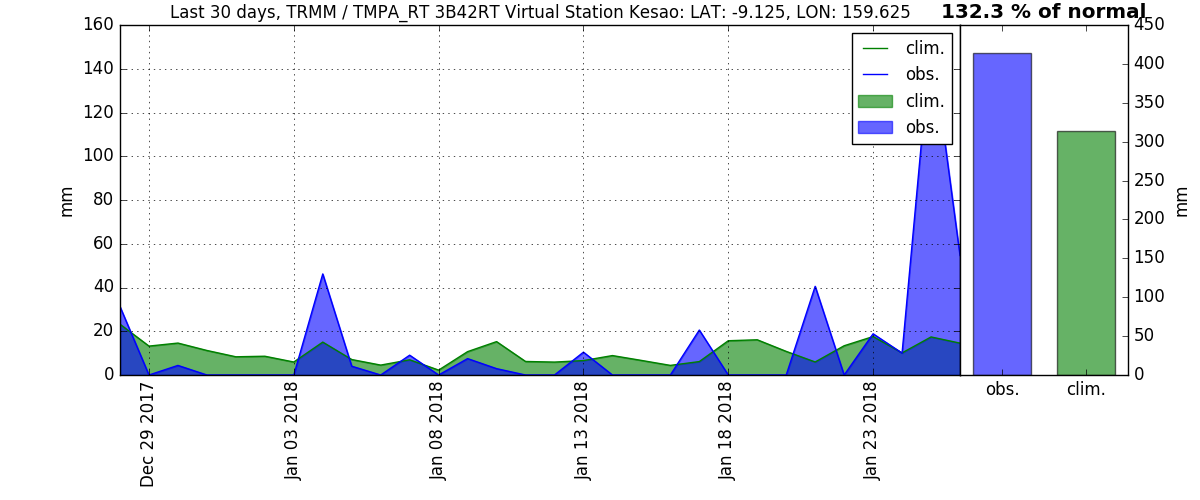 Last 30 days, TRMM / TMPA_RT 3B42RT Virtual Station Kesao: LAT: -9.125, LON: 159.625
132.3 % of normal
160
140
120
100
80
60
40
20
0
mm
clim.
obs.
clim.
obs.
450
400
350
300
250
200
150
100
50
0
mm
Dec 29 2017
Jan 03 2018
Jan 08 2018
Jan 13 2018
Jan 18 2018
Jan 23 2018
obs.
clim.